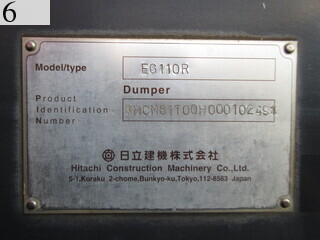 6
Model/type EG110R
Dumper
Product
Identification
Number
日立建機株式会社
Hitachi Construction Machinery Co.,Ltd.
5-1,Koraku 2-chome,Bunkyo-ku,Tokyo,112-8563 Japan